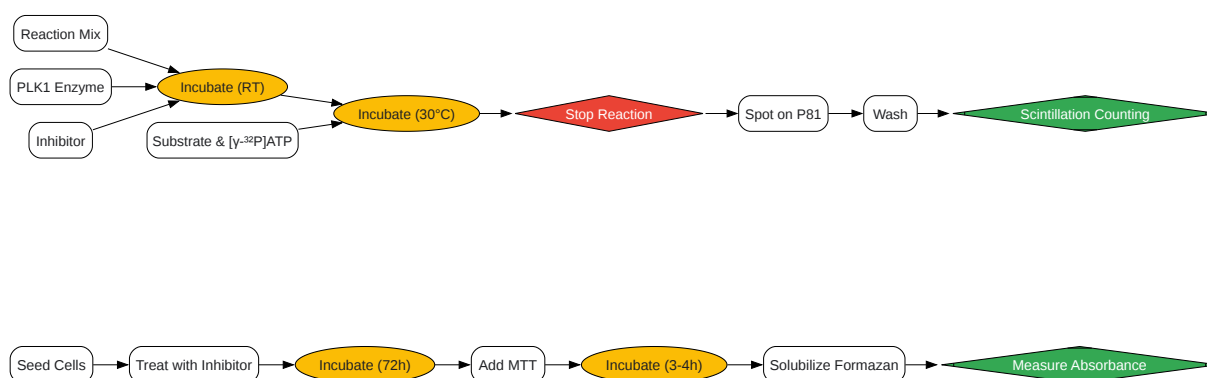 Reaction Mix
PLK1 Enzyme
Inhibitor
Incubate (RT)
Substrate & [γ-³²P]ATP
Incubate (30°C)
Stop Reaction
Spot on P81
Wash
Scintillation Counting
Seed Cells
Treat with Inhibitor
Incubate (72h)
Add MTT
Incubate (3-4h)
Solubilize Formazan
Measure Absorbance